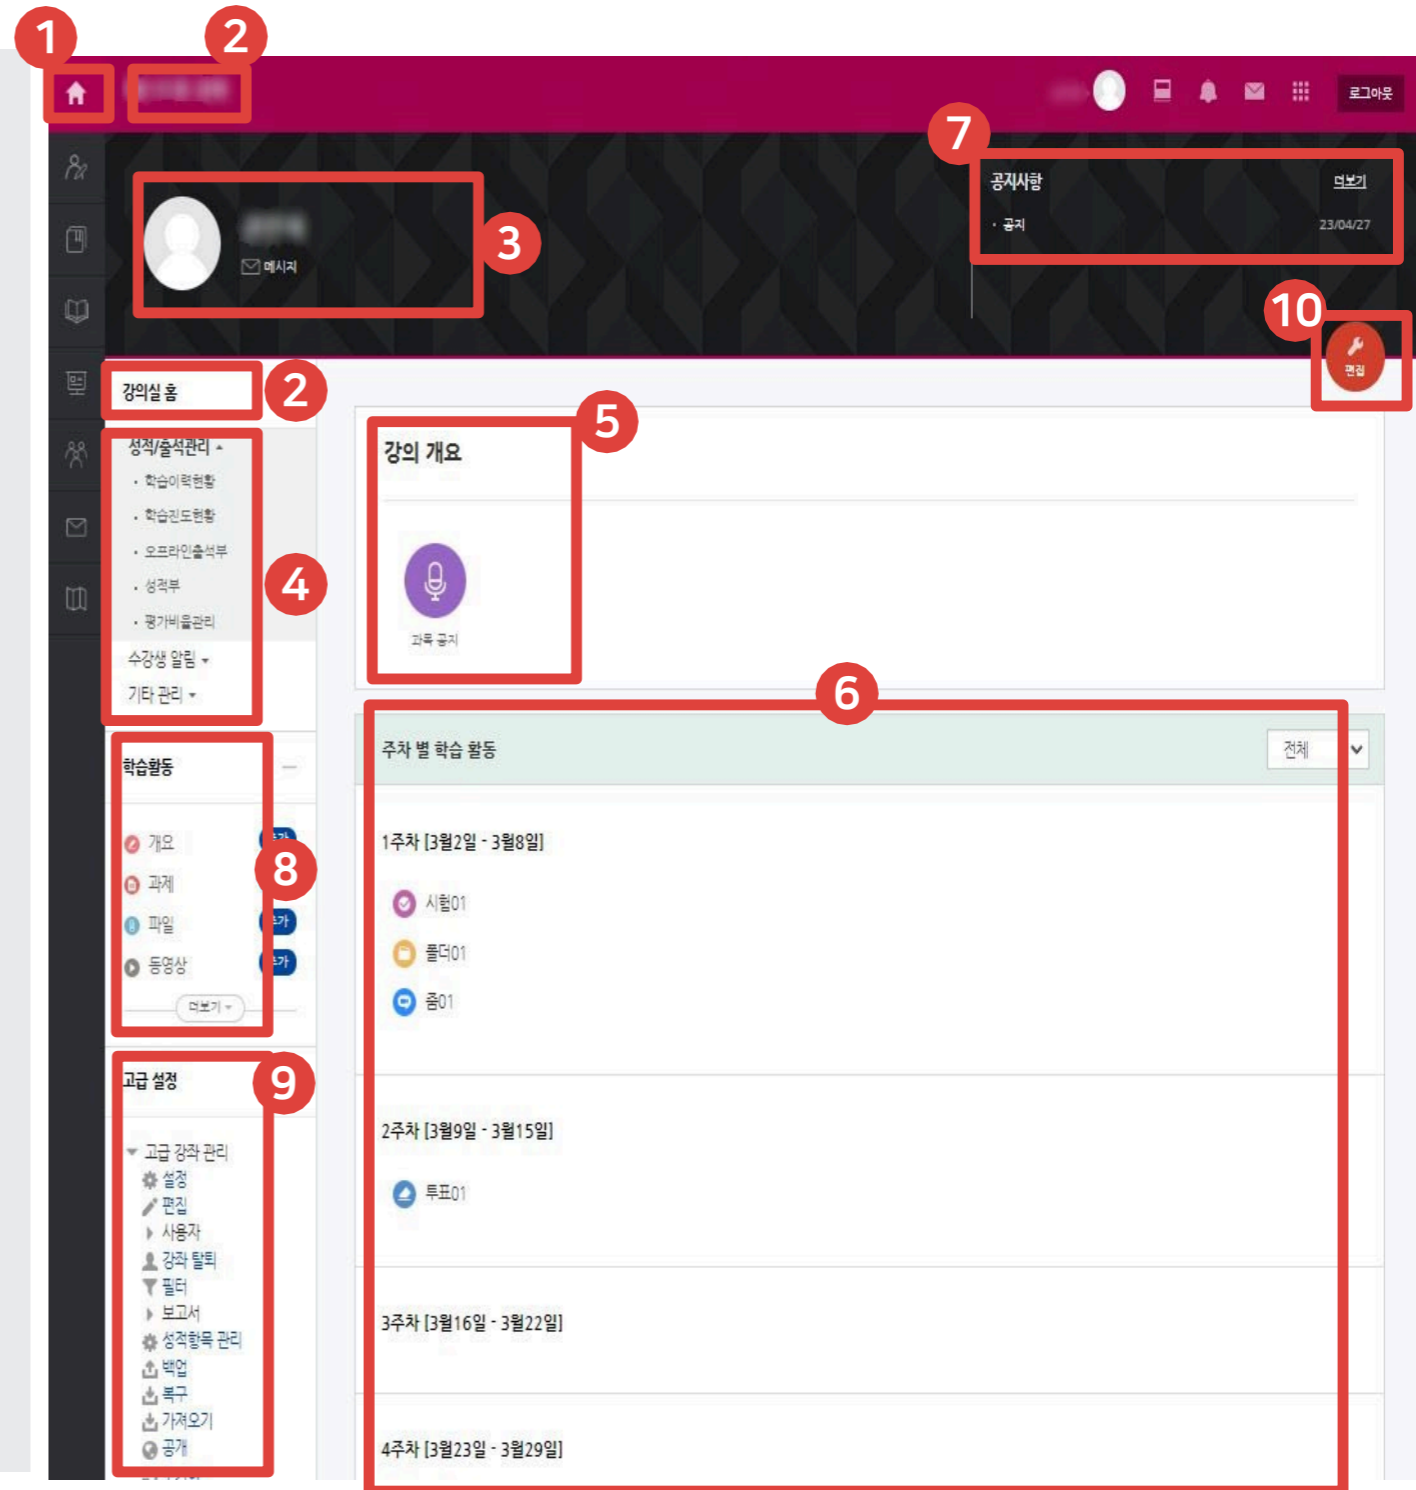 1
2
로그아웃
7
공지사항
더보기
· 공지
23/04/27
3
메시지
10
편집
강의실 홈
2
성적/출석관리
· 학습이력현황
· 학습진도현황
· 오프라인출석부
· 성적부
· 평가비율관리
수강생 알림
기타 관리
4
5
강의 개요
과목 공지
6
주차 별 학습 활동
전체
1주차 [3월2일 - 3월8일]
시험01
폴더01
줌01
2주차 [3월9일 - 3월15일]
투표01
3주차 [3월16일 - 3월22일]
4주차 [3월23일 - 3월29일]
학습활동
8
개요
과제
파일
동영상
더보기
9
고급 설정
고급 강좌 관리
설정
편집
사용자
강좌 탈퇴
필터
보고서
성적항목 관리
백업
복구
가져오기
공개